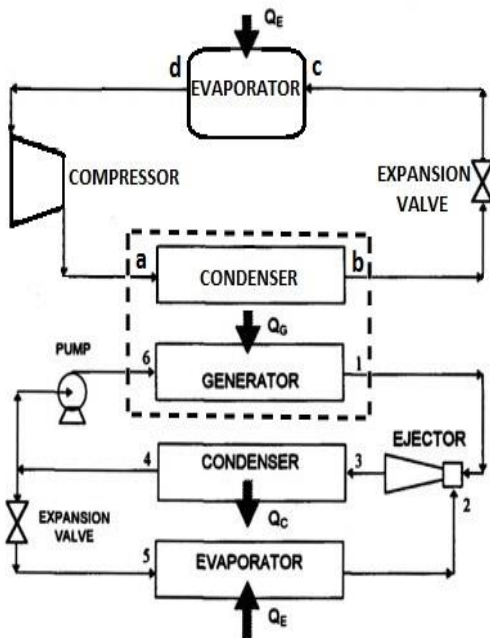 Q_E
d
EVAPORATOR
c
COMPRESSOR
EXPANSION
VALVE
a
CONDENSER
b
Q_G
PUMP
6
GENERATOR
1
EJECTOR
4
CONDENSER
3
2
Q_C
EXPANSION
VALVE
5
EVAPORATOR
Q_E